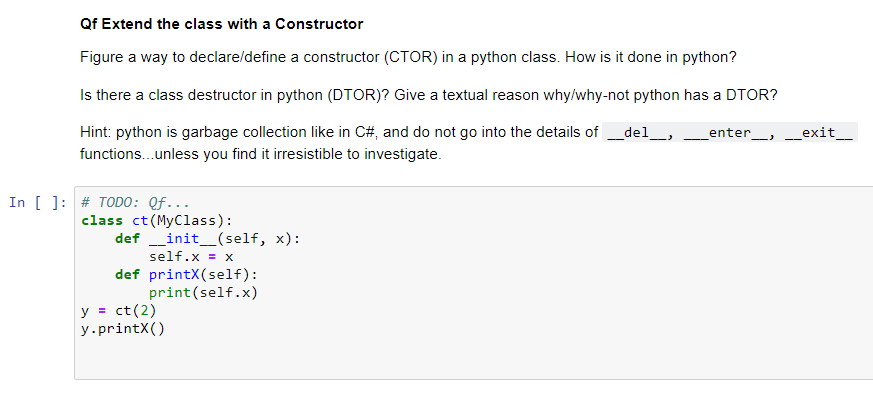 Qf Extend the class with a Constructor
Figure a way to declare/define a constructor (CTOR) in a python class. How is it done in python?
Is there a class destructor in python (DTOR)? Give a textual reason why/why-not python has a DTOR?
Hint: python is garbage collection like in C#, and do not go into the details of __del__, ___enter__, __exit__
functions...unless you find it irresistible to investigate.
In [ ]: # TODO: Qf...
class ct(MyClass):
    def __init__(self, x):
        self.x = x
    def printX(self):
        print(self.x)
y = ct(2)
y.printX()